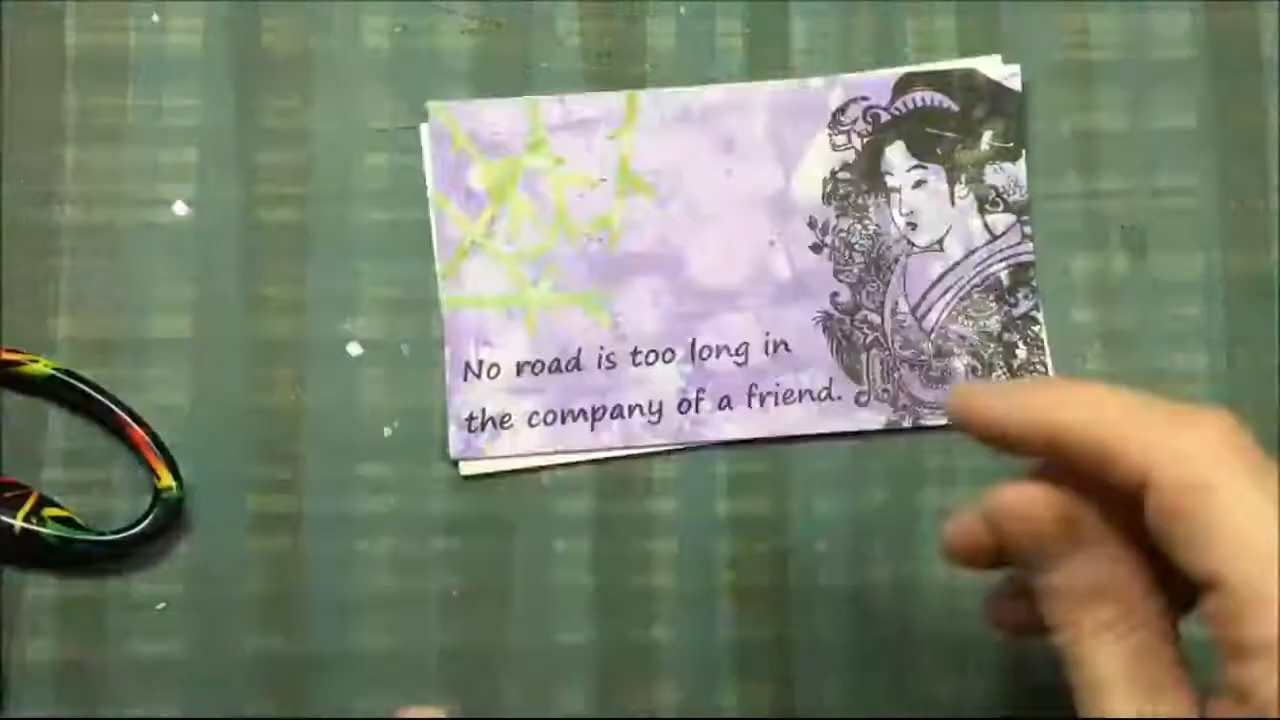 No road is too long in
the company of a friend.